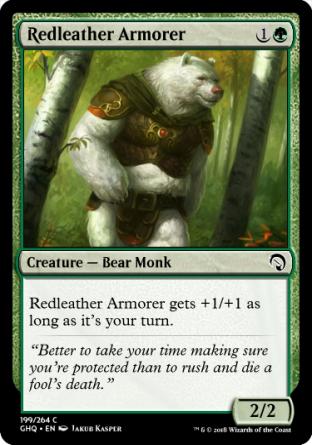 Redleather Armorer 1
Creature — Bear Monk
Redleather Armorer gets +1/+1 as
long as it's your turn.
“Better to take your time making sure
you're protected than to rush and die a
fool's death.”
2/2
199/264 C
GHQ • EN JAKUB KASPER
™ & © 2018 Wizards of the Coast